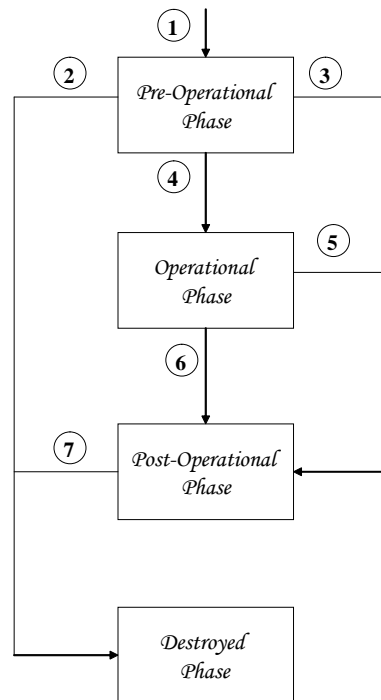 1
2
3
Pre-Operational
Phase
4
5
Operational
Phase
6
7
Post-Operational
Phase
Destroyed
Phase